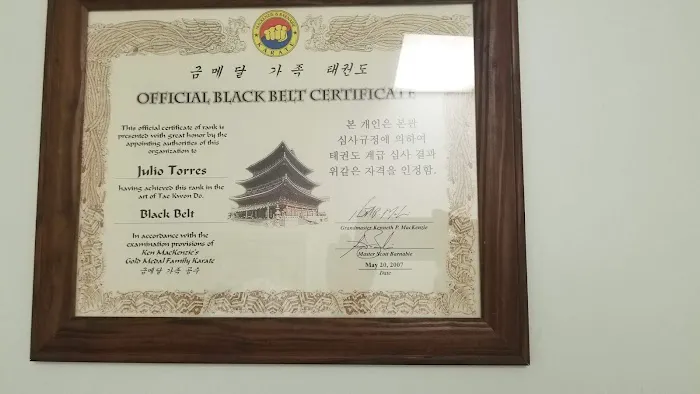 KARATE
금메달 가족 태권도
OFFICIAL BLACK BELT CERTIFICATE
This official certificate of rank is
presented with great honor by the
appointing authorities of this
organization to
Julio Torres
having achieved this rank in the
art of Tae Kwon Do.
Black Belt
In accordance with the
examination provisions of
Ken MacKenzie's
Gold Medal Family Karate
금메달 가족 공수
본 개인은 본관
심사규정에 의하여
태권도 계급 심사 결과
위같은 자격을 인정함.
Grandmaster Kenneth P. MacKenzie
Master Scott Barnabie
May 20, 2007
Date